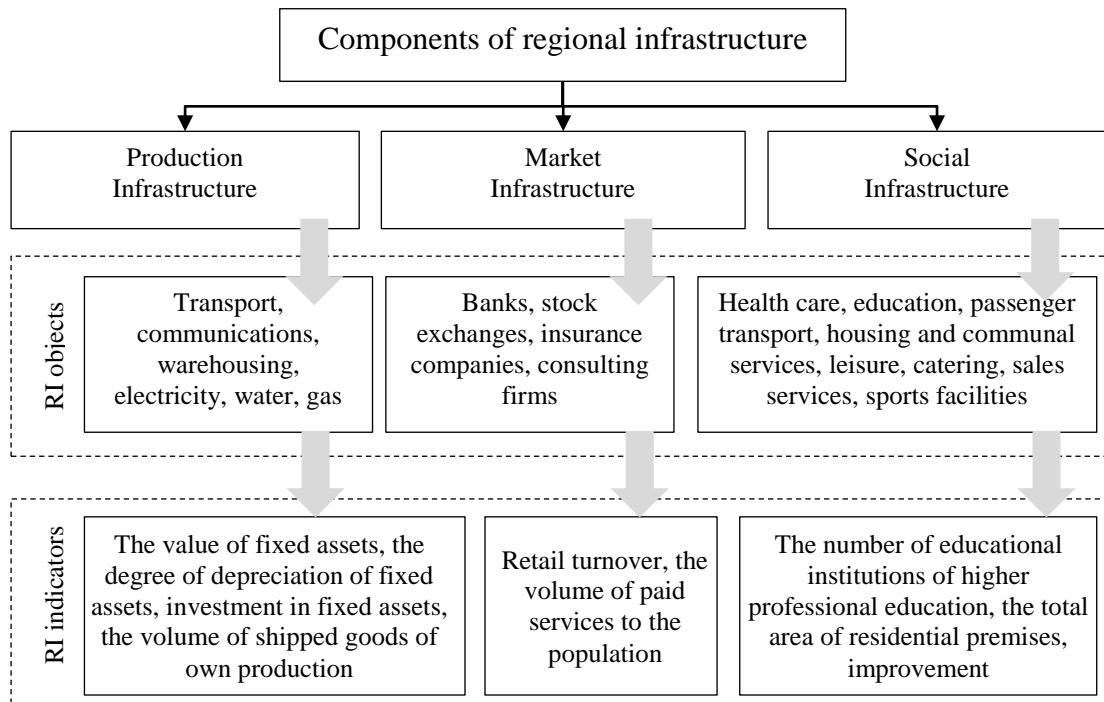 Components of regional infrastructure
Production
Infrastructure
Market
Infrastructure
Social
Infrastructure
RI objects
Transport,
communications,
warehousing,
electricity, water, gas
Banks, stock
exchanges, insurance
companies, consulting
firms
Health care, education, passenger
transport, housing and communal
services, leisure, catering, sales
services, sports facilities
RI indicators
The value of fixed assets, the
degree of depreciation of fixed
assets, investment in fixed assets,
the volume of shipped goods of
own production
Retail turnover, the
volume of paid
services to the
population
The number of educational
institutions of higher
professional education, the total
area of residential premises,
improvement